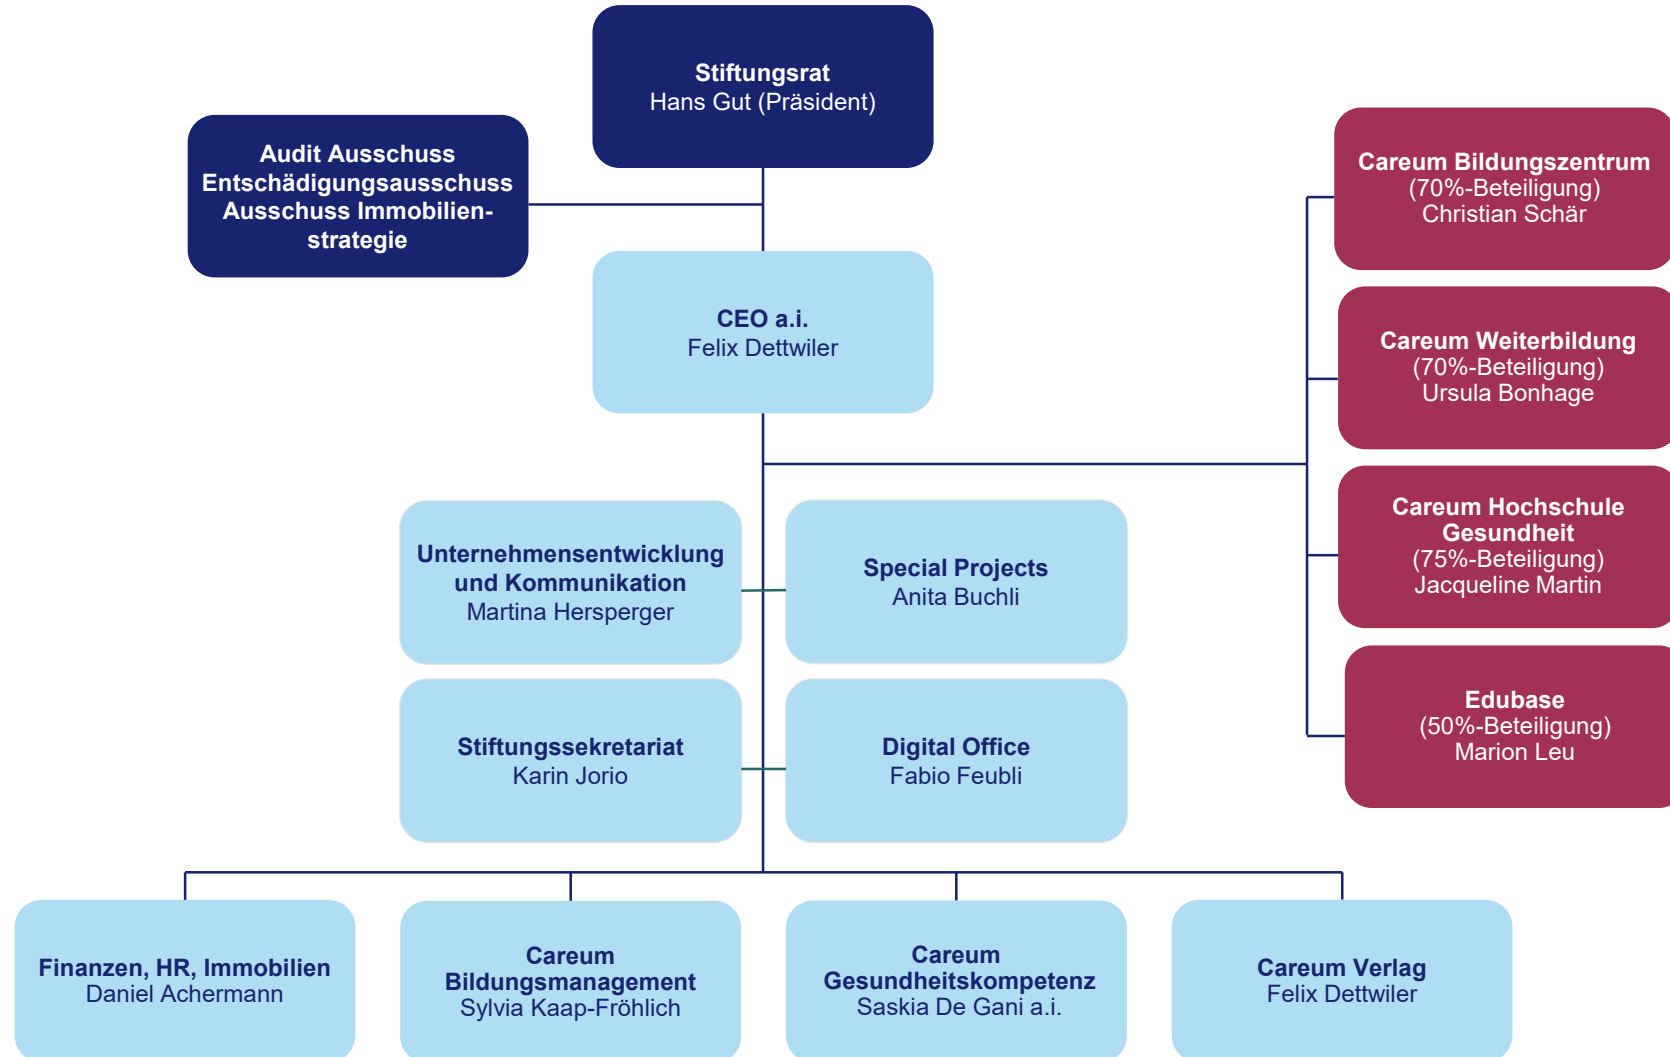 Stiftungsrat
Hans Gut (Präsident)
Audit Ausschuss
Entschädigungsausschuss
Ausschuss Immobilien-
strategie
CEO a.i.
Felix Dettwiler
Careum Bildungszentrum
(70%-Beteiligung)
Christian Schär
Careum Weiterbildung
(70%-Beteiligung)
Ursula Bonhage
Careum Hochschule
Gesundheit
(75%-Beteiligung)
Jacqueline Martin
Edubase
(50%-Beteiligung)
Marion Leu
Unternehmensentwicklung
und Kommunikation
Martina Hersperger
Special Projects
Anita Buchli
Stiftungssekretariat
Karin Jorio
Digital Office
Fabio Feubli
Finanzen, HR, Immobilien
Daniel Achermann
Careum
Bildungsmanagement
Sylvia Kaap-Fröhlich
Careum
Gesundheitskompetenz
Saskia De Gani a.i.
Careum Verlag
Felix Dettwiler